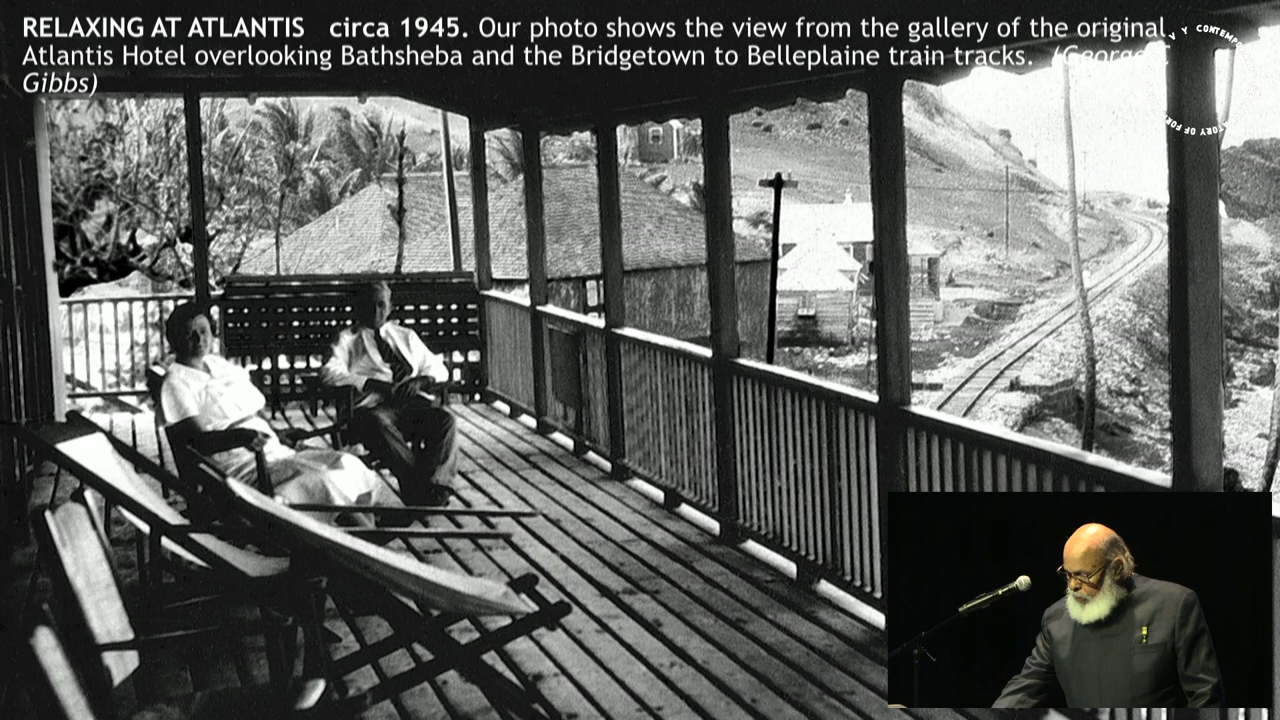 RELAXING AT ATLANTIS circa 1945. Our photo shows the view from the gallery of the original
Atlantis Hotel overlooking Bathsheba and the Bridgetown to Belleplaine train tracks. (George
Gibbs)